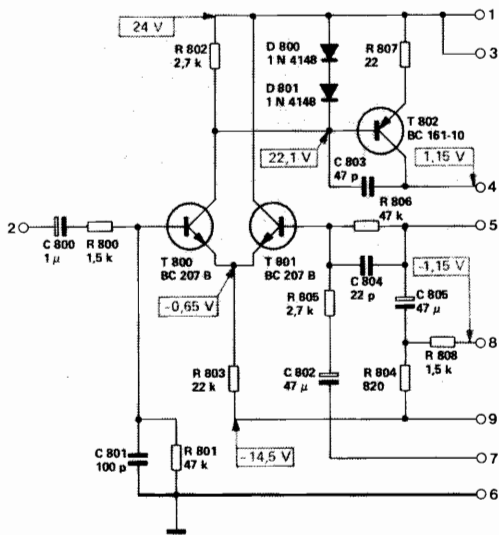 24 V
1
3
R 802
2,7 k
D 800
1 N 4148
R 807
22
D 801
1 N 4148
T 802
BC 161-10
22,1 V
C 803
47 p
1,15 V
4
R 806
47 k
2
5
C 800
1 µ
R 800
1,5 k
T 800
BC 207 B
T 801
BC 207 B
C 804
22 p
-0,65 V
R 805
2,7 k
C 805
47 µ
-1,15 V
8
R 808
1,5 k
R 803
22 k
C 802
47 µ
R 804
820
9
-14,5 V
7
C 801
100 p
R 801
47 k
6